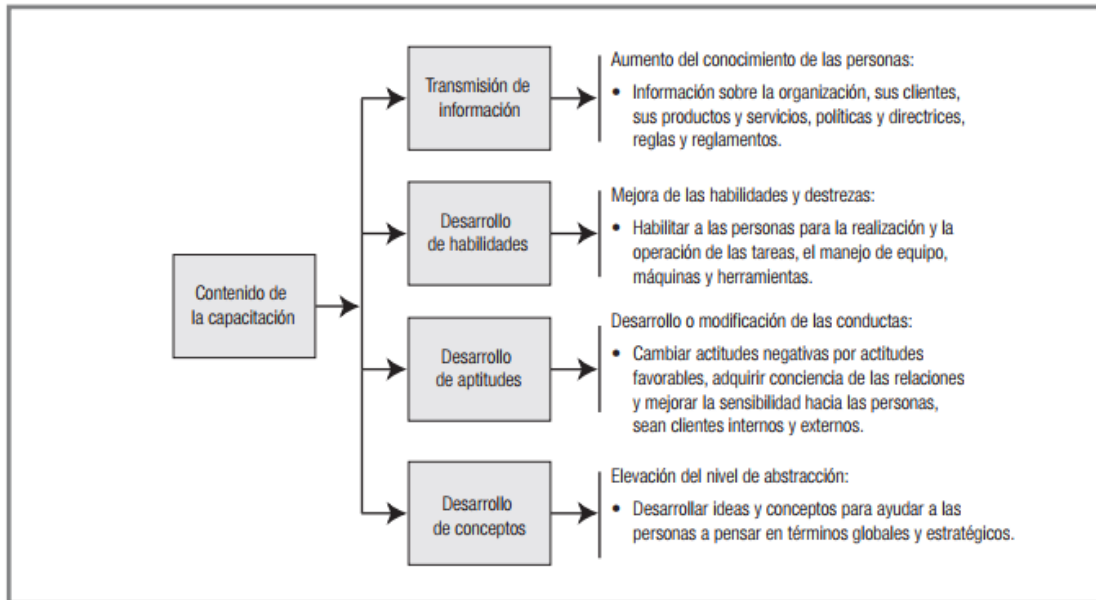 Contenido de
la capacitación
Transmisión de
información
Aumento del conocimiento de las personas:
• Información sobre la organización, sus clientes,
sus productos y servicios, políticas y directrices,
reglas y reglamentos.
Desarrollo
de habilidades
Mejora de las habilidades y destrezas:
• Habilitar a las personas para la realización y la
operación de las tareas, el manejo de equipo,
máquinas y herramientas.
Desarrollo
de aptitudes
Desarrollo o modificación de las conductas:
• Cambiar actitudes negativas por actitudes
favorables, adquirir conciencia de las relaciones
y mejorar la sensibilidad hacia las personas,
sean clientes internos y externos.
Desarrollo
de conceptos
Elevación del nivel de abstracción:
• Desarrollar ideas y conceptos para ayudar a las
personas a pensar en términos globales y estratégicos.